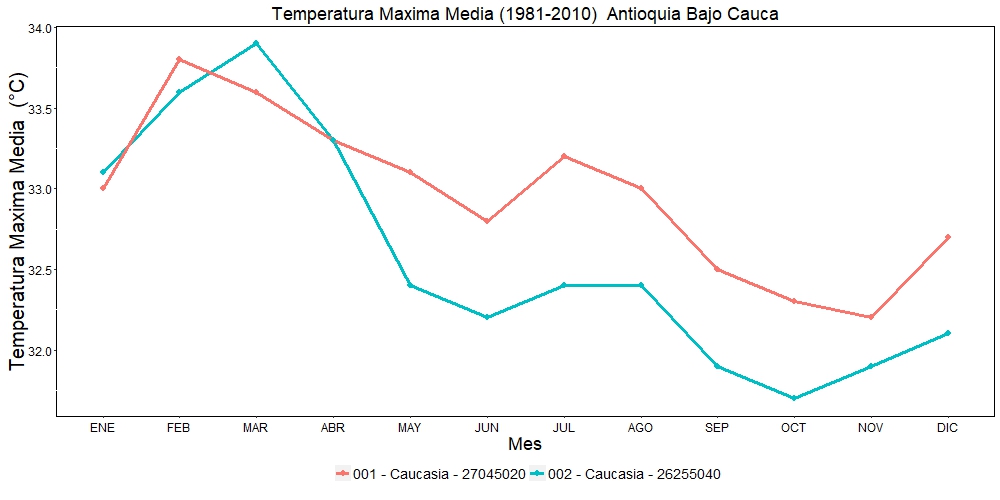 Temperatura Maxima Media (1981-2010)  Antioquia Bajo Cauca
Temperatura Maxima Media  (°C)
34.0
33.5
33.0
32.5
32.0
ENE FEB MAR ABR MAY JUN JUL AGO SEP OCT NOV DIC
Mes
001 - Caucasia - 27045020 002 - Caucasia - 26255040